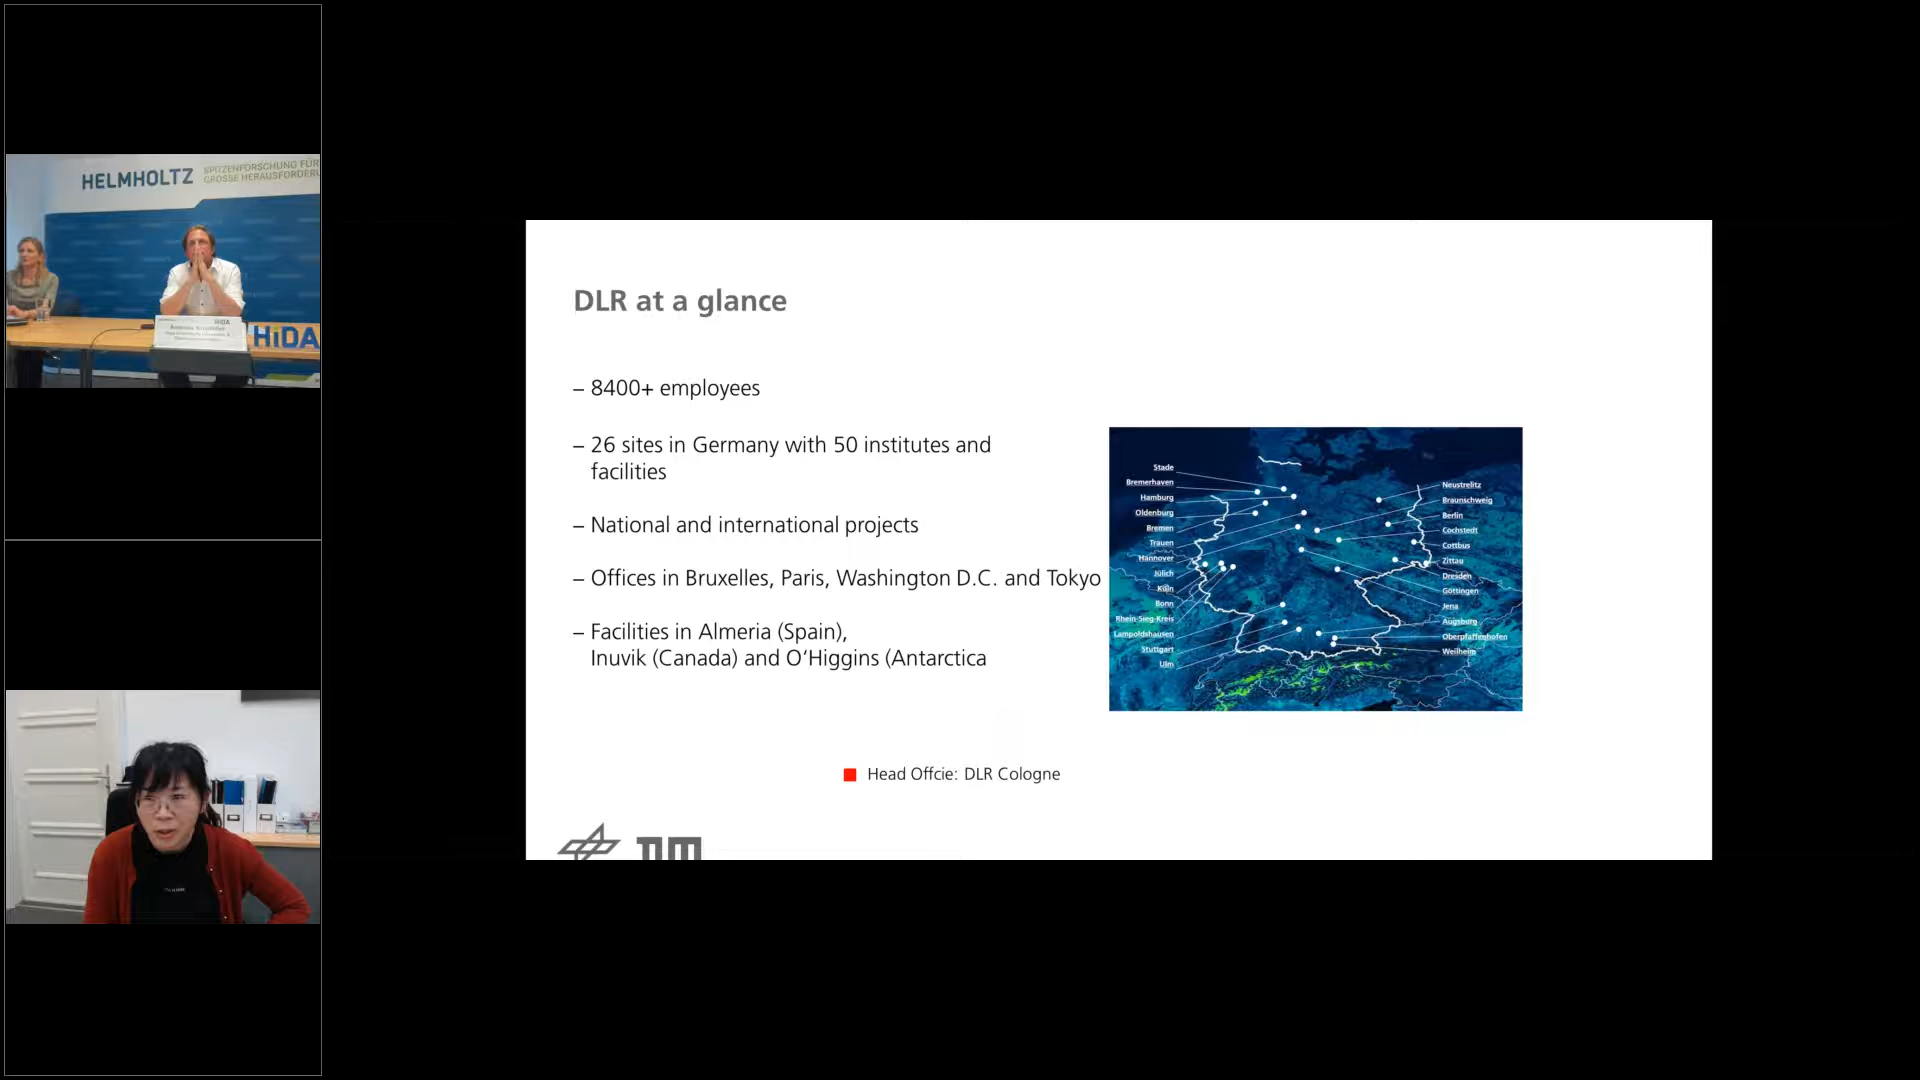 HELMHOLTZ
SPITZENFORSCHUNG FÜR
GROSSE HERAUSFORDERU
HiDA
HiDA
DLR at a glance
– 8400+ employees
– 26 sites in Germany with 50 institutes and
facilities
– National and international projects
– Offices in Bruxelles, Paris, Washington D.C. and Tokyo
– Facilities in Almeria (Spain),
Inuvik (Canada) and O‘Higgins (Antarctica
Stade
Bremerhaven
Hamburg
Oldenburg
Bremen
Trauen
Hannover
Jülich
Köln
Bonn
Rhein-Sieg-Kreis
Lampoldshausen
Stuttgart
Ulm
Neustrelitz
Braunschweig
Berlin
Cochstedt
Cottbus
Zittau
Dresden
Göttingen
Jena
Augsburg
Oberpfaffenhofen
Weilheim
Head Offcie: DLR Cologne